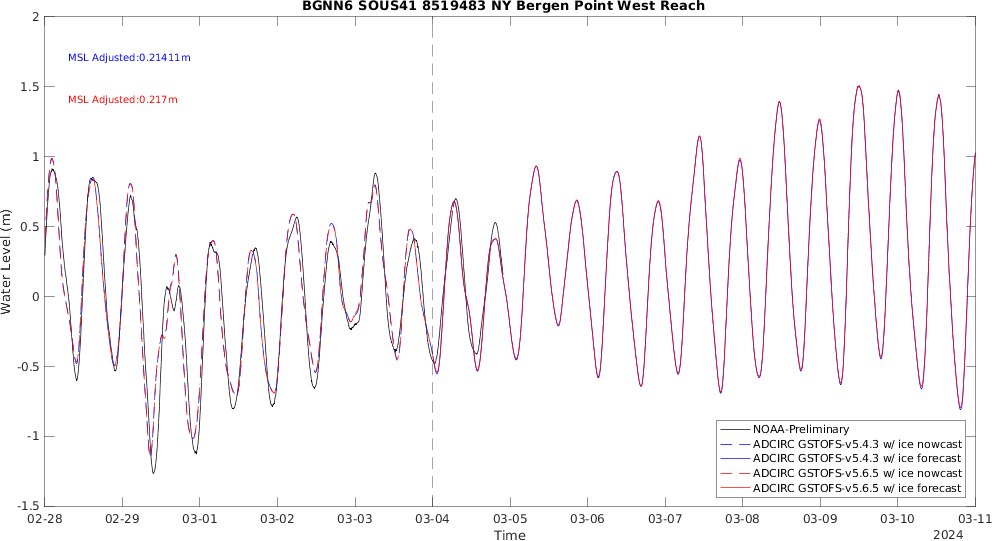 BGNN6 SOUS41 8519483 NY Bergen Point West Reach
2
1.5
1
0.5
0
-0.5
-1
-1.5
Water Level (m)
MSL Adjusted:0.21411m
MSL Adjusted:0.217m
NOAA-Preliminary
ADCIRC GSTOFS-v5.4.3 w/ ice nowcast
ADCIRC GSTOFS-v5.4.3 w/ ice forecast
ADCIRC GSTOFS-v5.6.5 w/ ice nowcast
ADCIRC GSTOFS-v5.6.5 w/ ice forecast
02-28 02-29 03-01 03-02 03-03 03-04 03-05 03-06 03-07 03-08 03-09 03-10 03-11
Time
2024